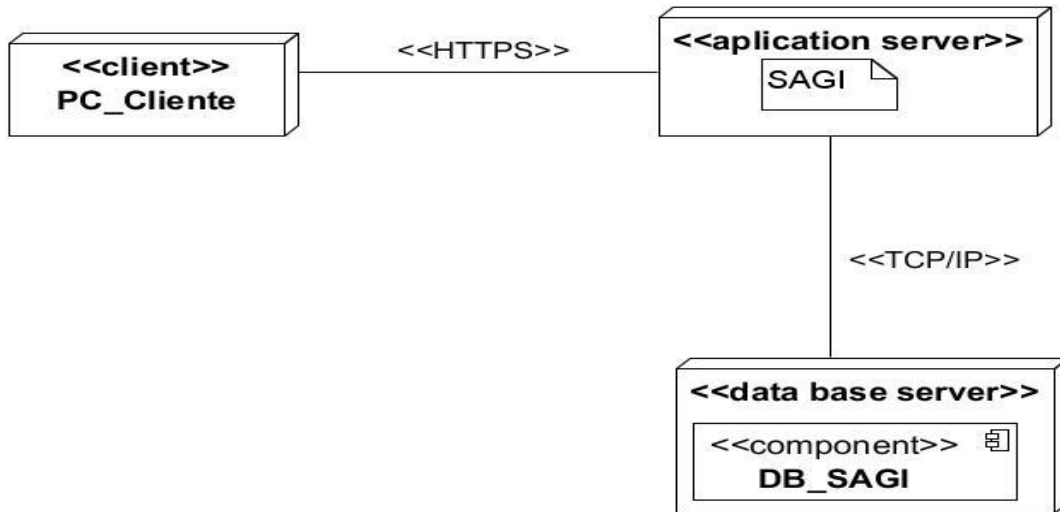 <<client>>
PC_Cliente
<<HTTPS>>
<<aplication server>>
SAGI
<<TCP/IP>>
<<data base server>>
<<component>>
DB_SAGI